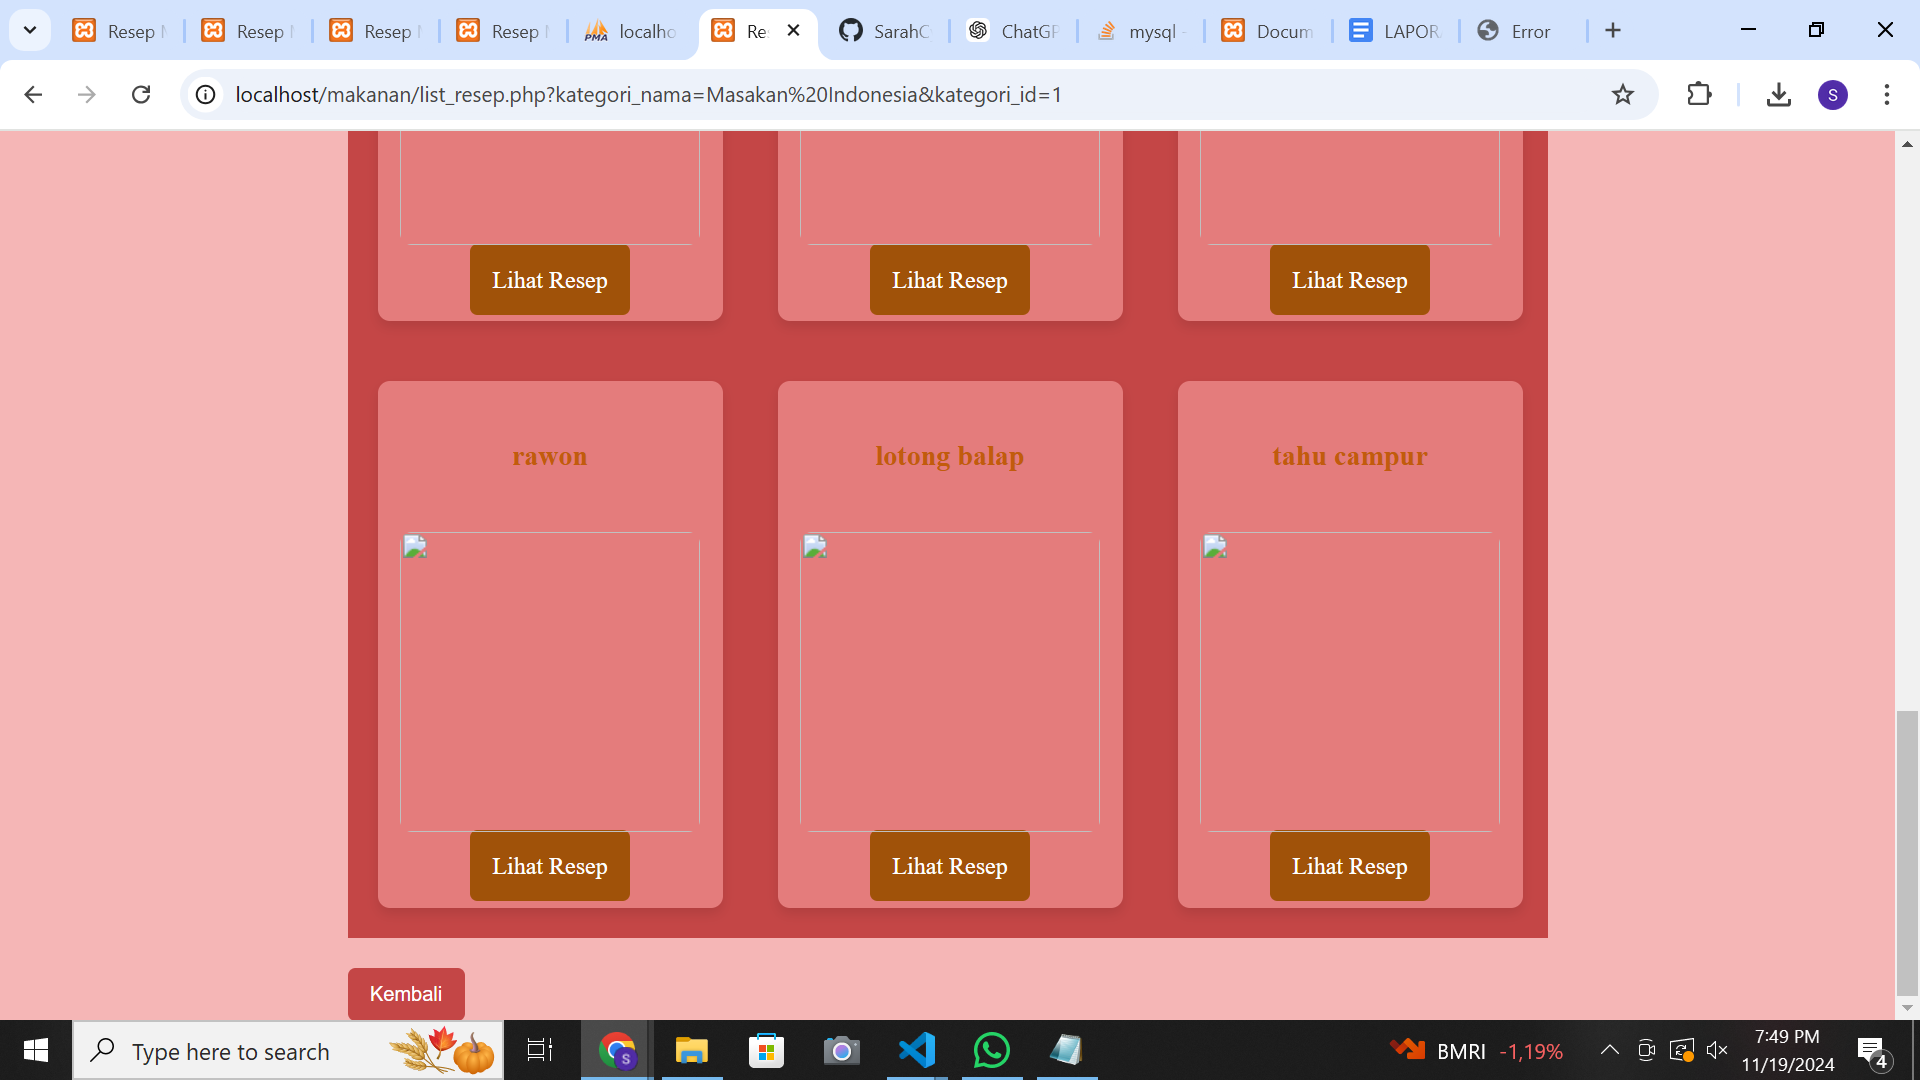 Resep M
Resep M
Resep M
Resep M
localho
Re
SarahC
ChatGP
mysql -
Docum
LAPOR
Error
localhost/makanan/list_resep.php?kategori_nama=Masakan%20Indonesia&kategori_id=1
S
Lihat Resep
Lihat Resep
Lihat Resep
rawon
lotong balap
tahu campur
Lihat Resep
Lihat Resep
Lihat Resep
Kembali
Type here to search
S
BMRI -1,19%
7:49 PM
11/19/2024
4